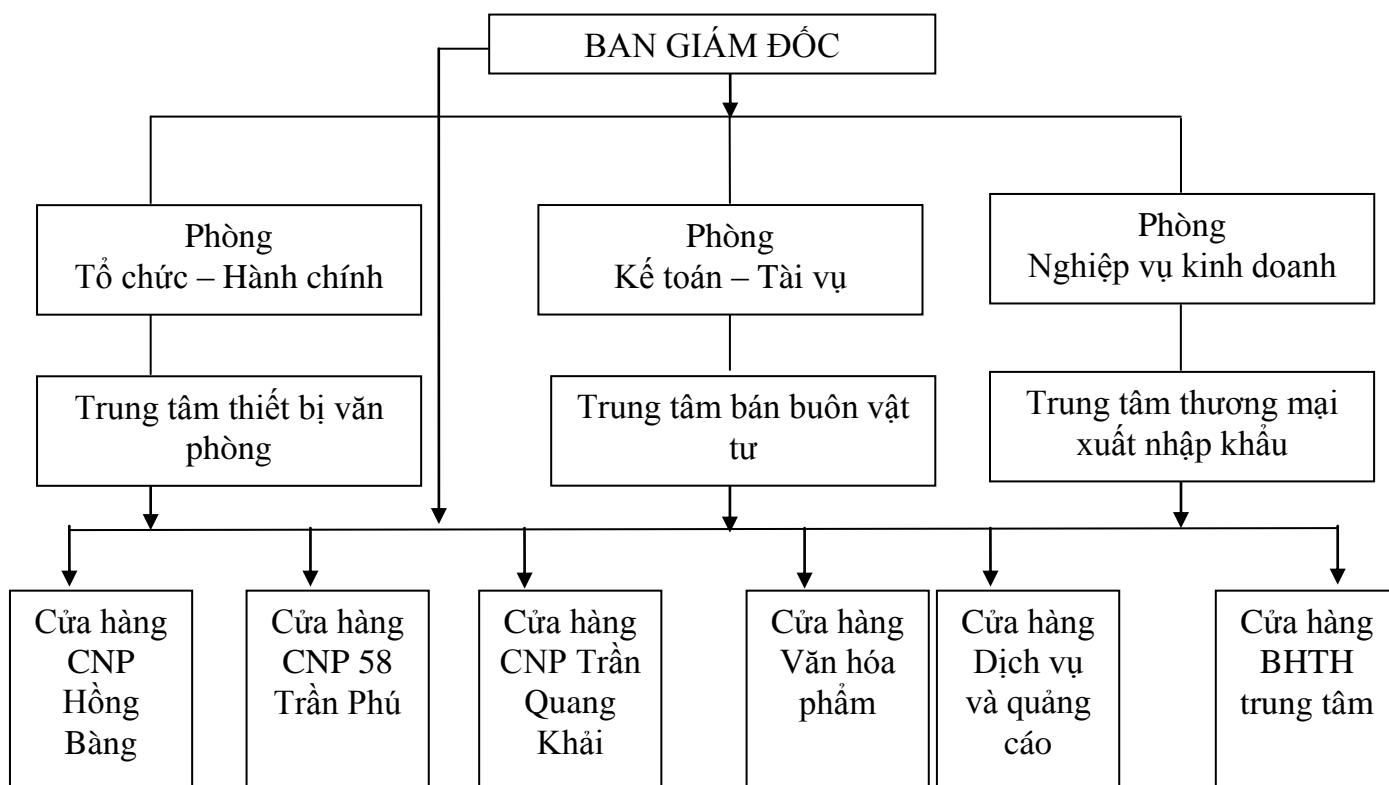 BAN GIÁM ĐỐC
Phòng
Tổ chức – Hành chính
Phòng
Kế toán – Tài vụ
Phòng
Nghiệp vụ kinh doanh
Trung tâm thiết bị văn
phòng
Trung tâm bán buôn vật
tư
Trung tâm thương mại
xuất nhập khẩu
Cửa hàng
CNP
Hồng
Bàng
Cửa hàng
CNP 58
Trần Phú
Cửa hàng
CNP Trần
Quang
Khải
Cửa hàng
Văn hóa
phẩm
Cửa hàng
Dịch vụ
và quảng
cáo
Cửa hàng
BHTH
trung tâm